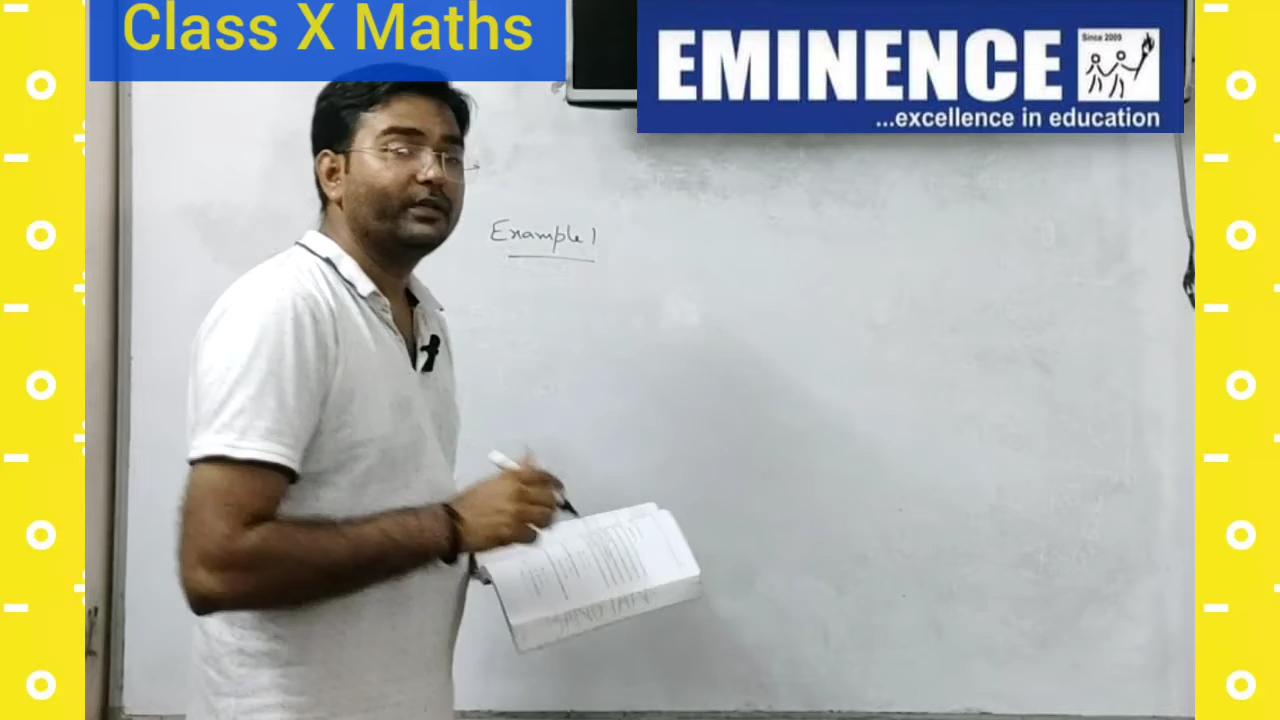 Class X Maths
EMINENCE
Since 2009
...excellence in education
Example 1